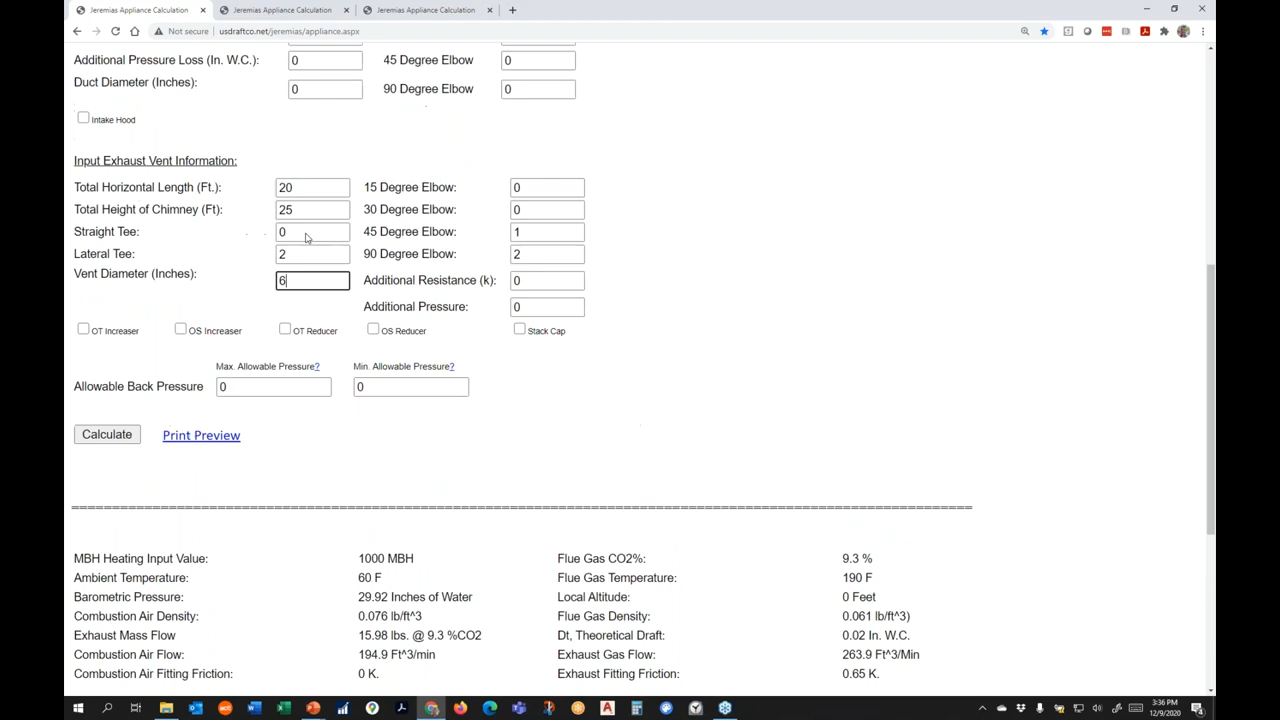 Jeremias Appliance Calculation × Jeremias Appliance Calculation × Jeremias Appliance Calculation × +
Not secure | usdraftco.net/jeremias/appliance.aspx
Additional Pressure Loss (In. W.C.): 0 45 Degree Elbow 0
Duct Diameter (Inches): 0 90 Degree Elbow 0
Intake Hood
Input Exhaust Vent Information:
Total Horizontal Length (Ft.): 20 15 Degree Elbow: 0
Total Height of Chimney (Ft): 25 30 Degree Elbow: 0
Straight Tee: 0 45 Degree Elbow: 1
Lateral Tee: 2 90 Degree Elbow: 2
Vent Diameter (Inches): 6 Additional Resistance (k): 0
Additional Pressure: 0
OT Increaser OS Increaser OT Reducer OS Reducer Stack Cap
Max. Allowable Pressure? Min. Allowable Pressure?
Allowable Back Pressure 0 0
Calculate Print Preview
MBH Heating Input Value: 1000 MBH Flue Gas CO2%: 9.3 %
Ambient Temperature: 60 F Flue Gas Temperature: 190 F
Barometric Pressure: 29.92 Inches of Water Local Altitude: 0 Feet
Combustion Air Density: 0.076 lb/ft^3 Flue Gas Density: 0.061 lb/ft^3)
Exhaust Mass Flow 15.98 lbs. @ 9.3 %CO2 Dt, Theoretical Draft: 0.02 In. W.C.
Combustion Air Flow: 194.9 Ft^3/min Exhaust Gas Flow: 263.9 Ft^3/Min
Combustion Air Fitting Friction: 0 K. Exhaust Fitting Friction: 0.65 K.
3:36 PM
12/9/2020